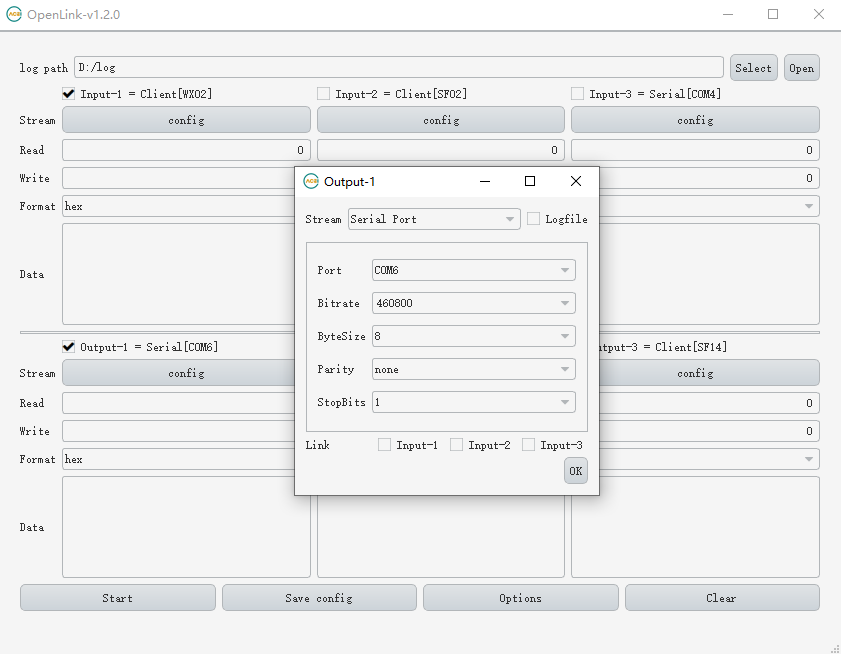 OpenLink-v1.2.0
log path D:/log Select Open
Input-1 = Client[WX02] Input-2 = Client[SF02] Input-3 = Serial[COM4]
Stream config config config
Read 0 0 0
Write 0
Format hex
Data
Output-1
Stream Serial Port Logfile
Port COM6
Bitrate 460800
ByteSize 8
Parity none
StopBits 1
Link Input-1 Input-2 Input-3
OK
Output-1 = Serial[COM6] utput-3 = Client[SF14]
Stream config config
Read 0
Write 0
Format hex
Data
Start Save config Options Clear